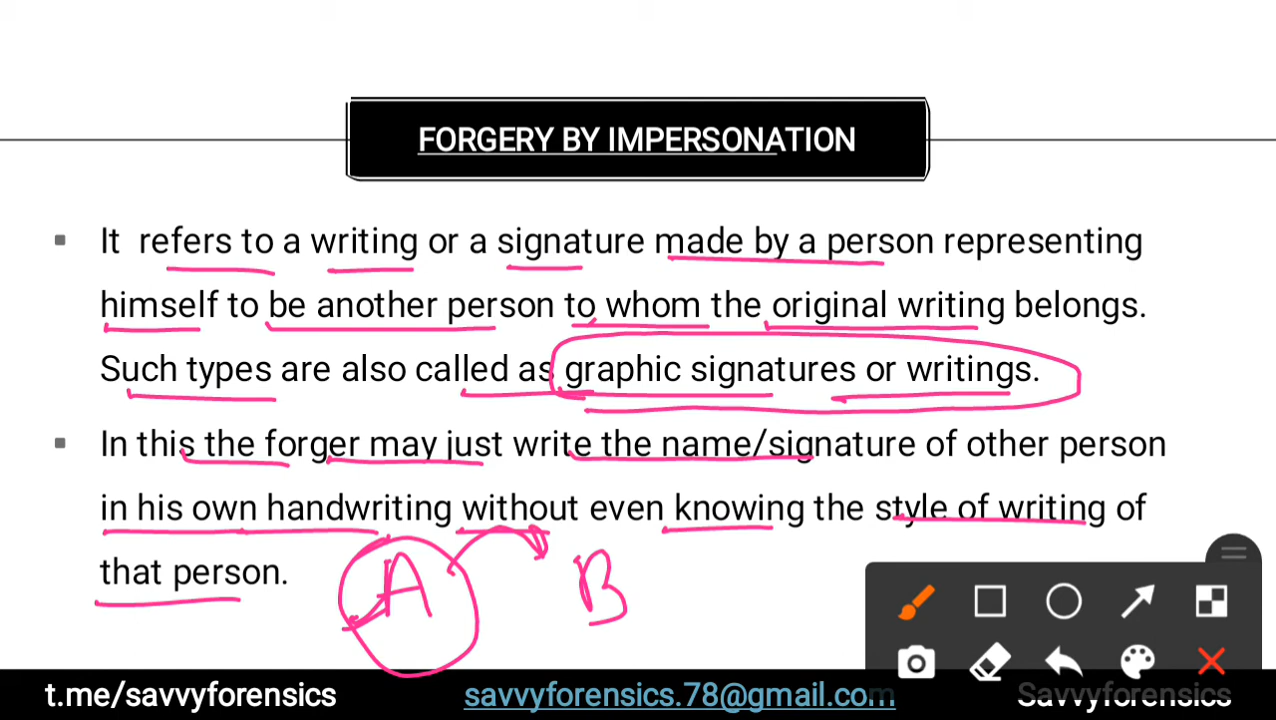 FORGERY BY IMPERSONATION
It refers to a writing or a signature made by a person representing
himself to be another person to whom the original writing belongs.
Such types are also called as graphic signatures or writings.
In this the forger may just write the name/signature of other person
in his own handwriting without even knowing the style of writing of
that person.
A B
t.me/savvyforensics savvyforensics.78@gmail.com Savvyforensics